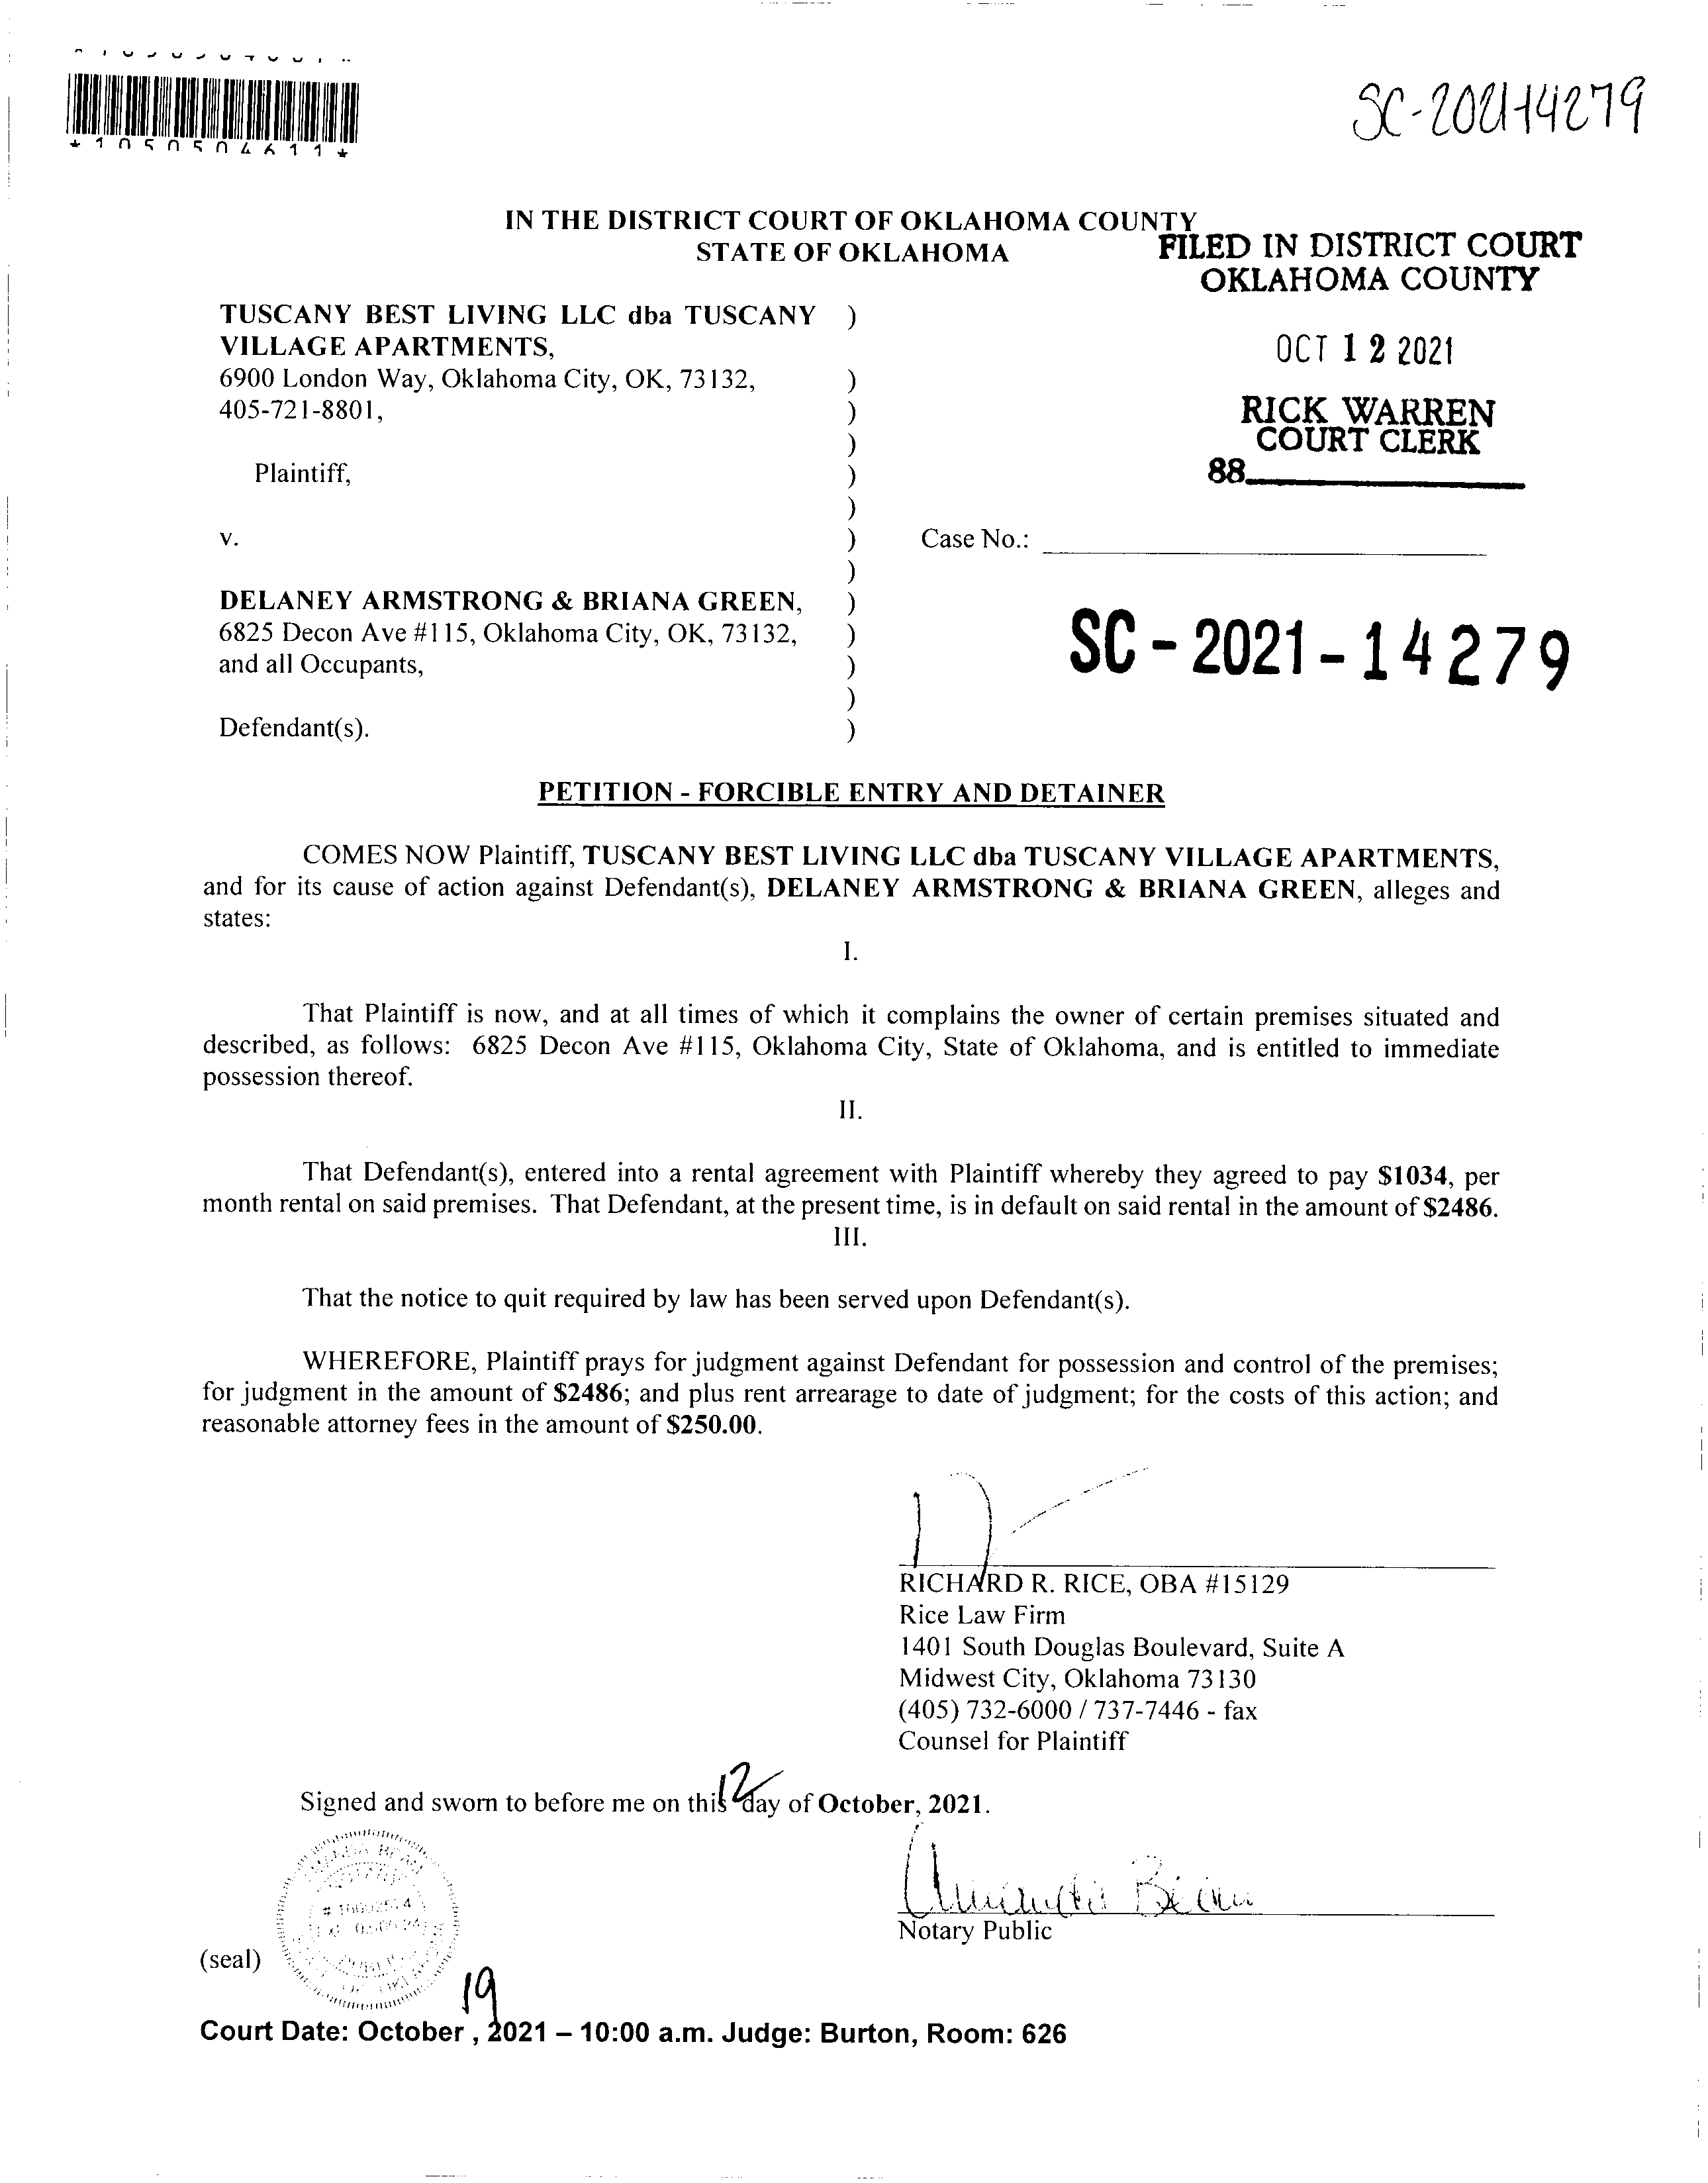 *1050504611*
SC-2021-14279
IN THE DISTRICT COURT OF OKLAHOMA COUNTY
STATE OF OKLAHOMA
FILED IN DISTRICT COURT
OKLAHOMA COUNTY
OCT 12 2021
RICK WARREN
COURT CLERK
88
TUSCANY BEST LIVING LLC dba TUSCANY )
VILLAGE APARTMENTS,
6900 London Way, Oklahoma City, OK, 73132, )
405-721-8801, )
)
Plaintiff, )
)
v. ) Case No.:
)
DELANEY ARMSTRONG & BRIANA GREEN, )
6825 Decon Ave #115, Oklahoma City, OK, 73132, )
and all Occupants, )
)
Defendant(s). )
SC-2021-14279
PETITION - FORCIBLE ENTRY AND DETAINER
COMES NOW Plaintiff, TUSCANY BEST LIVING LLC dba TUSCANY VILLAGE APARTMENTS,
and for its cause of action against Defendant(s), DELANEY ARMSTRONG & BRIANA GREEN, alleges and
states:
I.
That Plaintiff is now, and at all times of which it complains the owner of certain premises situated and
described, as follows: 6825 Decon Ave #115, Oklahoma City, State of Oklahoma, and is entitled to immediate
possession thereof.
II.
That Defendant(s), entered into a rental agreement with Plaintiff whereby they agreed to pay $1034, per
month rental on said premises. That Defendant, at the present time, is in default on said rental in the amount of $2486.
III.
That the notice to quit required by law has been served upon Defendant(s).
WHEREFORE, Plaintiff prays for judgment against Defendant for possession and control of the premises;
for judgment in the amount of $2486; and plus rent arrearage to date of judgment; for the costs of this action; and
reasonable attorney fees in the amount of $250.00.
RICHARD R. RICE, OBA #15129
Rice Law Firm
1401 South Douglas Boulevard, Suite A
Midwest City, Oklahoma 73130
(405) 732-6000 / 737-7446 - fax
Counsel for Plaintiff
Signed and sworn to before me on this 12 day of October, 2021.
Amanda Bean
Notary Public
(seal)
19
Court Date: October , 2021 – 10:00 a.m. Judge: Burton, Room: 626